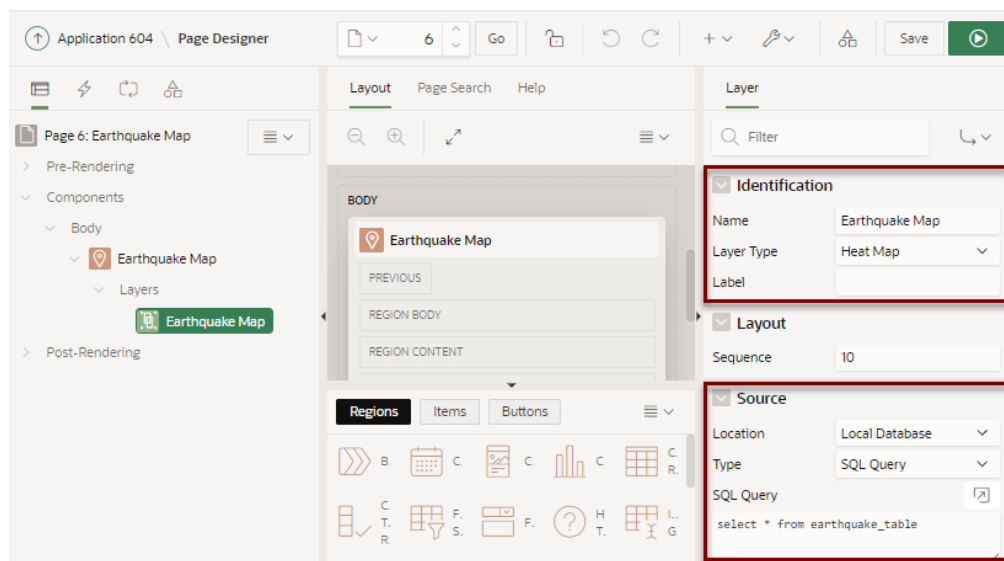 Application 604 \ Page Designer
6
Go
Save
Page 6: Earthquake Map
Pre-Rendering
Components
Body
Earthquake Map
Layers
Earthquake Map
Post-Rendering
Layout Page Search Help
BODY
Earthquake Map
PREVIOUS
REGION BODY
REGION CONTENT
Regions Items Buttons
B C. C C C. R.
C T. R F. S. F. H T. I.. G
Layer
Filter
Identification
Name Earthquake Map
Layer Type Heat Map
Label
Layout
Sequence 10
Source
Location Local Database
Type SQL Query
SQL Query
select * from earthquake_table